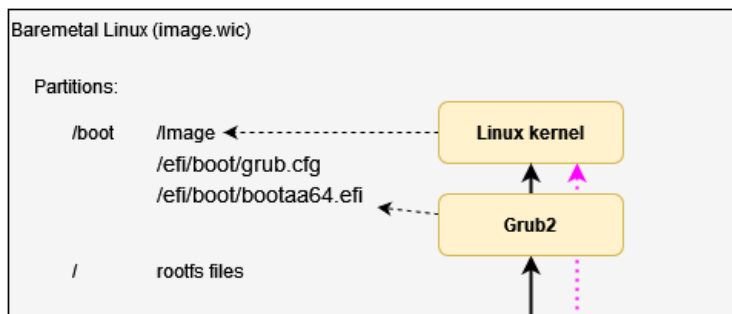 Baremetal Linux (image.wic)
Partitions:
/boot /Image Linux kernel
/efi/boot/grub.cfg
/efi/boot/bootaa64.efi
Grub2
/ rootfs files